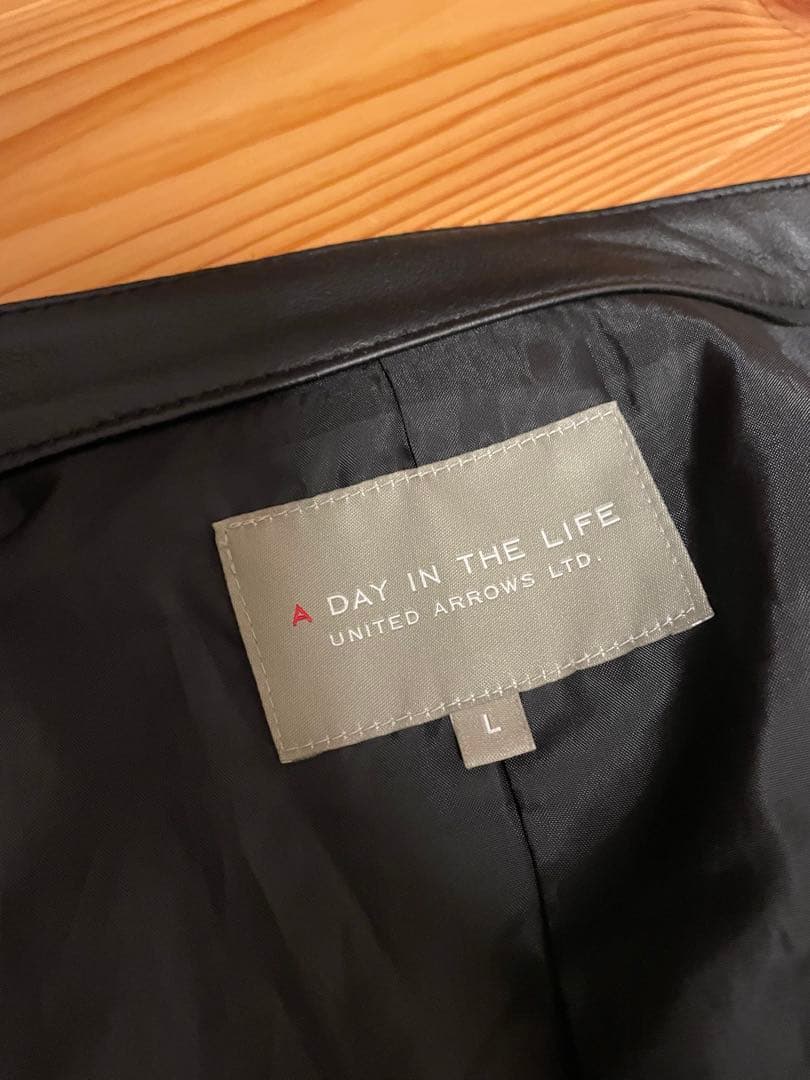 A DAY IN THE LIFE
UNITED ARROWS LTD.
L